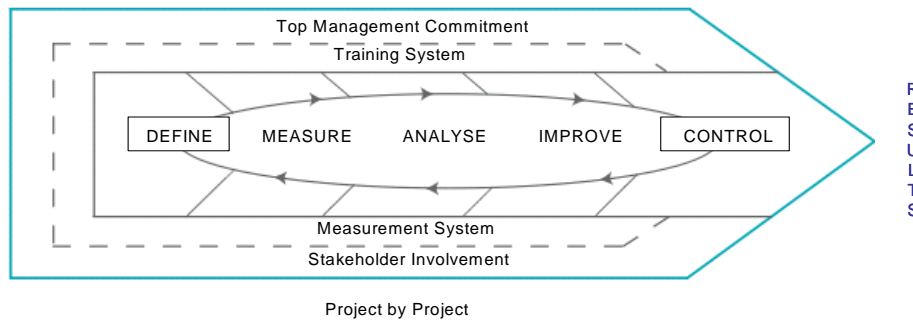 Top Management Commitment
Training System
DEFINE MEASURE ANALYSE IMPROVE CONTROL
Measurement System
Stakeholder Involvement
Project by Project
R
E
S
U
L
T
S